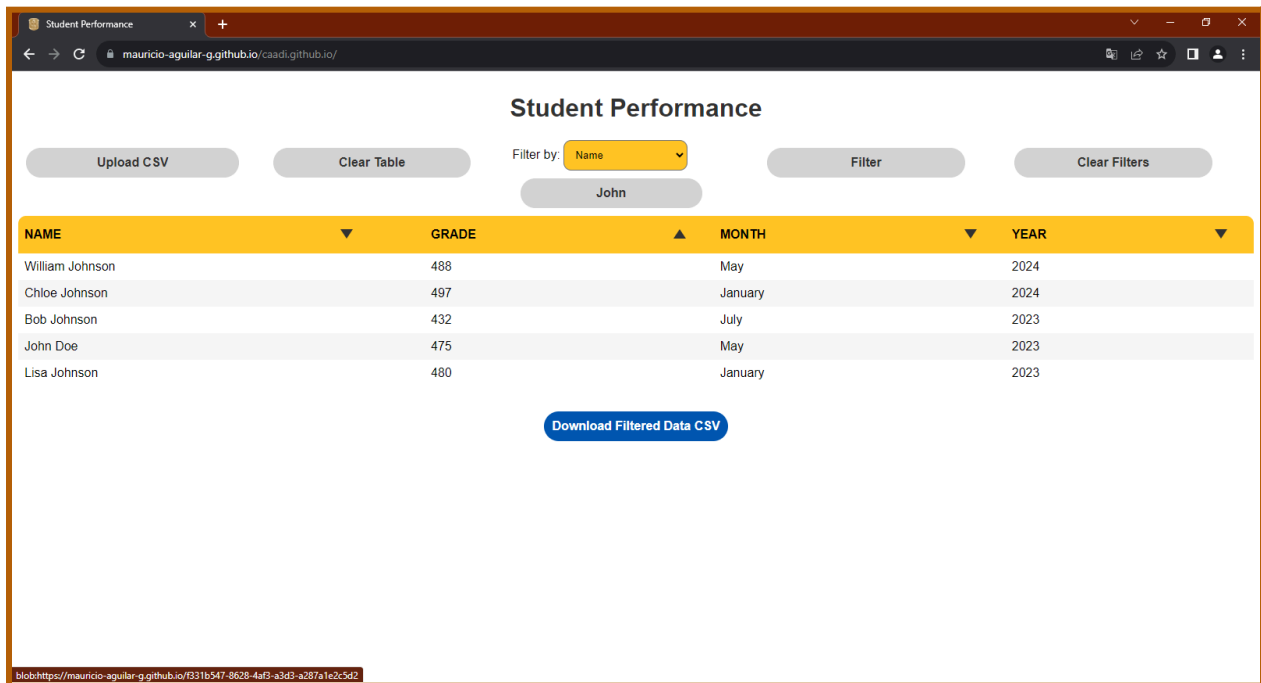 Student Performance
mauricio-aguilar-g.github.io/caadi.github.io/
Student Performance
Upload CSV
Clear Table
Filter by: Name
Filter
Clear Filters
John
NAME GRADE MONTH YEAR
William Johnson 488 May 2024
Chloe Johnson 497 January 2024
Bob Johnson 432 July 2023
John Doe 475 May 2023
Lisa Johnson 480 January 2023
Download Filtered Data CSV
blob:https://mauricio-aguilar-g.github.io/f331b547-8628-4af3-a3d3-a287a1e2c5d2